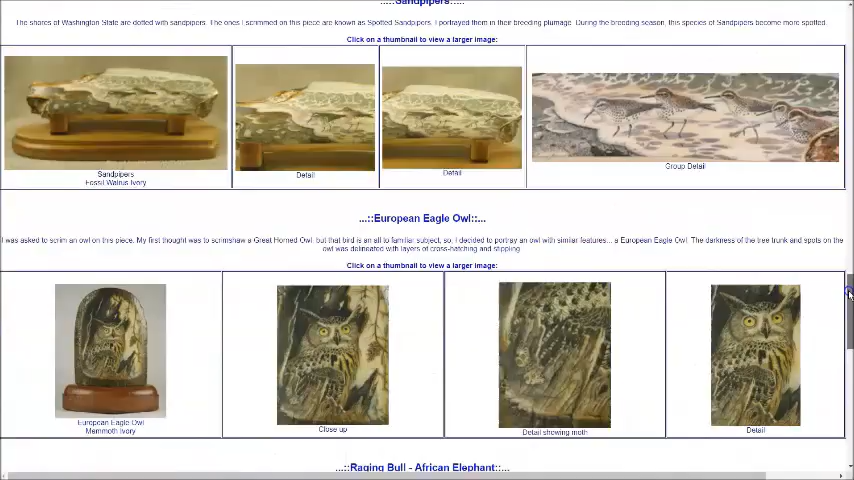 ...::Sandpipers::...
The shores of Washington State are dotted with sandpipers. The ones I scrimmed on this piece are known as Spotted Sandpipers. I portrayed them in their breeding plumage. During the breeding season, this species of Sandpipers become more spotted.
Click on a thumbnail to view a larger image:
Sandpipers
Fossil Walrus Ivory
Detail
Detail
Group Detail
...::European Eagle Owl::...
I was asked to scrim an owl on this piece. My first thought was to scrimshaw a Great Horned Owl, but that bird is an all to familiar subject, so, I decided to portray an owl with similar features... a European Eagle Owl. The darkness of the tree trunk and spots on the
owl was delineated with layers of cross-hatching and stippling.
Click on a thumbnail to view a larger image:
European Eagle Owl
Mammoth Ivory
Close up
Detail showing moth
Detail
...::Raging Bull - African Elephant::...